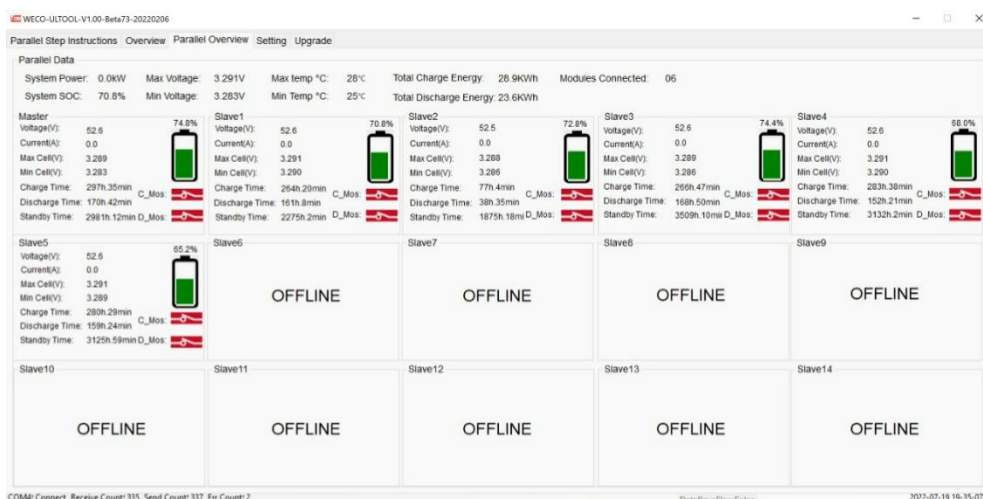 WECO-ULTOOL-V1.00-Beta73-20220206
Parallel Step Instructions Overview Parallel Overview Setting Upgrade
Parallel Data
System Power: 0.0kW Max Voltage: 3.291V Max temp °C: 28°C Total Charge Energy: 28.9KWh Modules Connected: 06
System SOC: 70.8% Min Voltage: 3.283V Min Temp °C: 25°C Total Discharge Energy: 23.6KWh
Master
74.8%
Voltage(V): 52.6
Current(A): 0.0
Max Cell(V): 3.289
Min Cell(V): 3.283
Charge Time: 297h.35min C_Mos:
Discharge Time: 170h.42min
Standby Time: 2981h.12min D_Mos:
Slave1
70.8%
Voltage(V): 52.6
Current(A): 0.0
Max Cell(V): 3.291
Min Cell(V): 3.290
Charge Time: 264h.20min C_Mos:
Discharge Time: 161h.8min
Standby Time: 2275h.2min D_Mos:
Slave2
72.8%
Voltage(V): 52.5
Current(A): 0.0
Max Cell(V): 3.288
Min Cell(V): 3.286
Charge Time: 77h.4min C_Mos:
Discharge Time: 38h.35min
Standby Time: 1875h.18mi D_Mos:
Slave3
74.4%
Voltage(V): 52.6
Current(A): 0.0
Max Cell(V): 3.289
Min Cell(V): 3.286
Charge Time: 266h.47min C_Mos:
Discharge Time: 168h.50min
Standby Time: 3509h.10min D_Mos:
Slave4
68.0%
Voltage(V): 52.6
Current(A): 0.0
Max Cell(V): 3.291
Min Cell(V): 3.290
Charge Time: 283h.38min C_Mos:
Discharge Time: 152h.21min
Standby Time: 3132h.2min D_Mos:
Slave5
65.2%
Voltage(V): 52.6
Current(A): 0.0
Max Cell(V): 3.291
Min Cell(V): 3.289
Charge Time: 280h.29min C_Mos:
Discharge Time: 159h.24min
Standby Time: 3125h.59min D_Mos:
Slave6
OFFLINE
Slave7
OFFLINE
Slave8
OFFLINE
Slave9
OFFLINE
Slave10
OFFLINE
Slave11
OFFLINE
Slave12
OFFLINE
Slave13
OFFLINE
Slave14
OFFLINE
COM4: Connect Receive Count: 335 Send Count: 337 Err Count: 2
2022-07-19 19-35-07